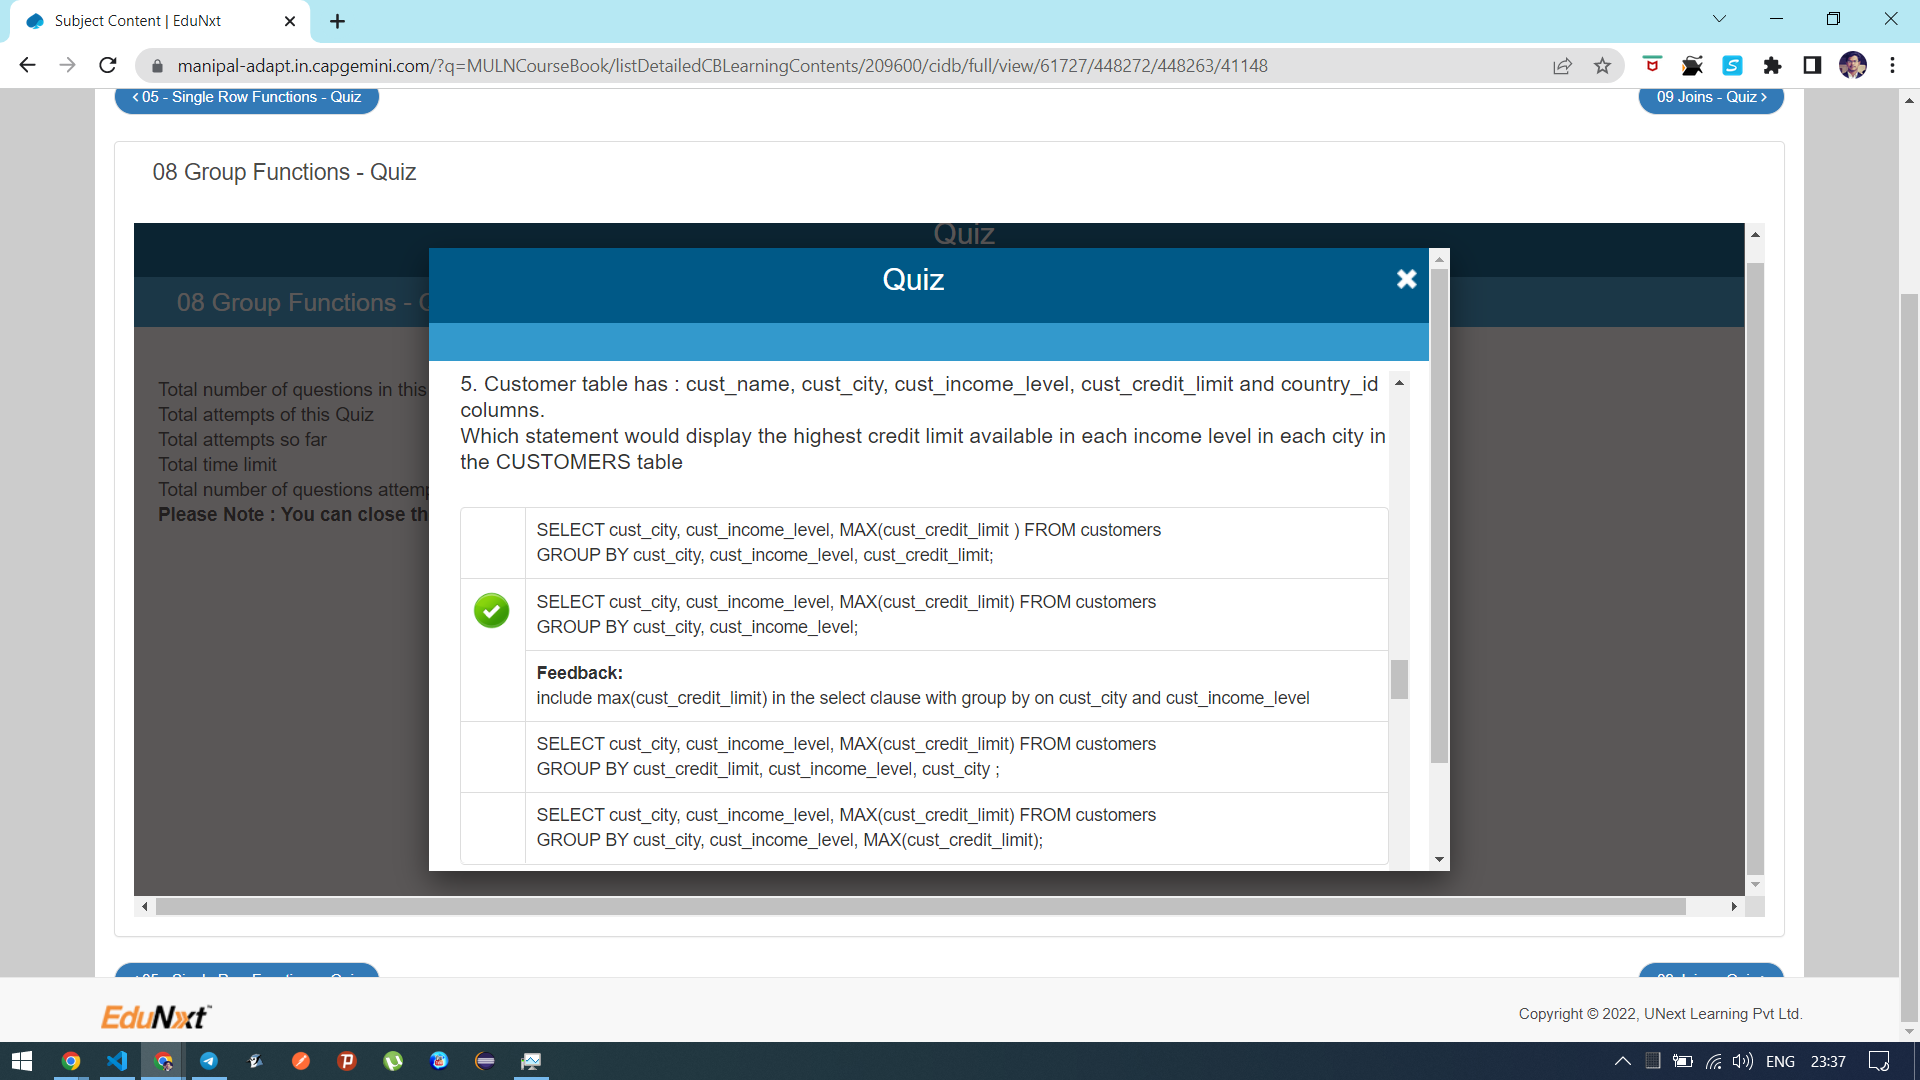 Subject Content | EduNxt
manipal-adapt.in.capgemini.com/?q=MULNCourseBook/listDetailedCBLearningContents/209600/cidb/full/view/61727/448272/448263/41148
< 05 - Single Row Functions - Quiz
09 Joins - Quiz >
08 Group Functions - Quiz
Quiz
Quiz
08 Group Functions - Q
Total number of questions in this
Total attempts of this Quiz
Total attempts so far
Total time limit
Total number of questions attemp
Please Note : You can close th
5. Customer table has : cust_name, cust_city, cust_income_level, cust_credit_limit and country_id
columns.
Which statement would display the highest credit limit available in each income level in each city in
the CUSTOMERS table
SELECT cust_city, cust_income_level, MAX(cust_credit_limit ) FROM customers
GROUP BY cust_city, cust_income_level, cust_credit_limit;
SELECT cust_city, cust_income_level, MAX(cust_credit_limit) FROM customers
GROUP BY cust_city, cust_income_level;
Feedback:
include max(cust_credit_limit) in the select clause with group by on cust_city and cust_income_level
SELECT cust_city, cust_income_level, MAX(cust_credit_limit) FROM customers
GROUP BY cust_credit_limit, cust_income_level, cust_city ;
SELECT cust_city, cust_income_level, MAX(cust_credit_limit) FROM customers
GROUP BY cust_city, cust_income_level, MAX(cust_credit_limit);
< 05 - Single Row Functions - Quiz
09 Joins - Quiz >
EduNxt
Copyright © 2022, UNext Learning Pvt Ltd.
ENG
23:37